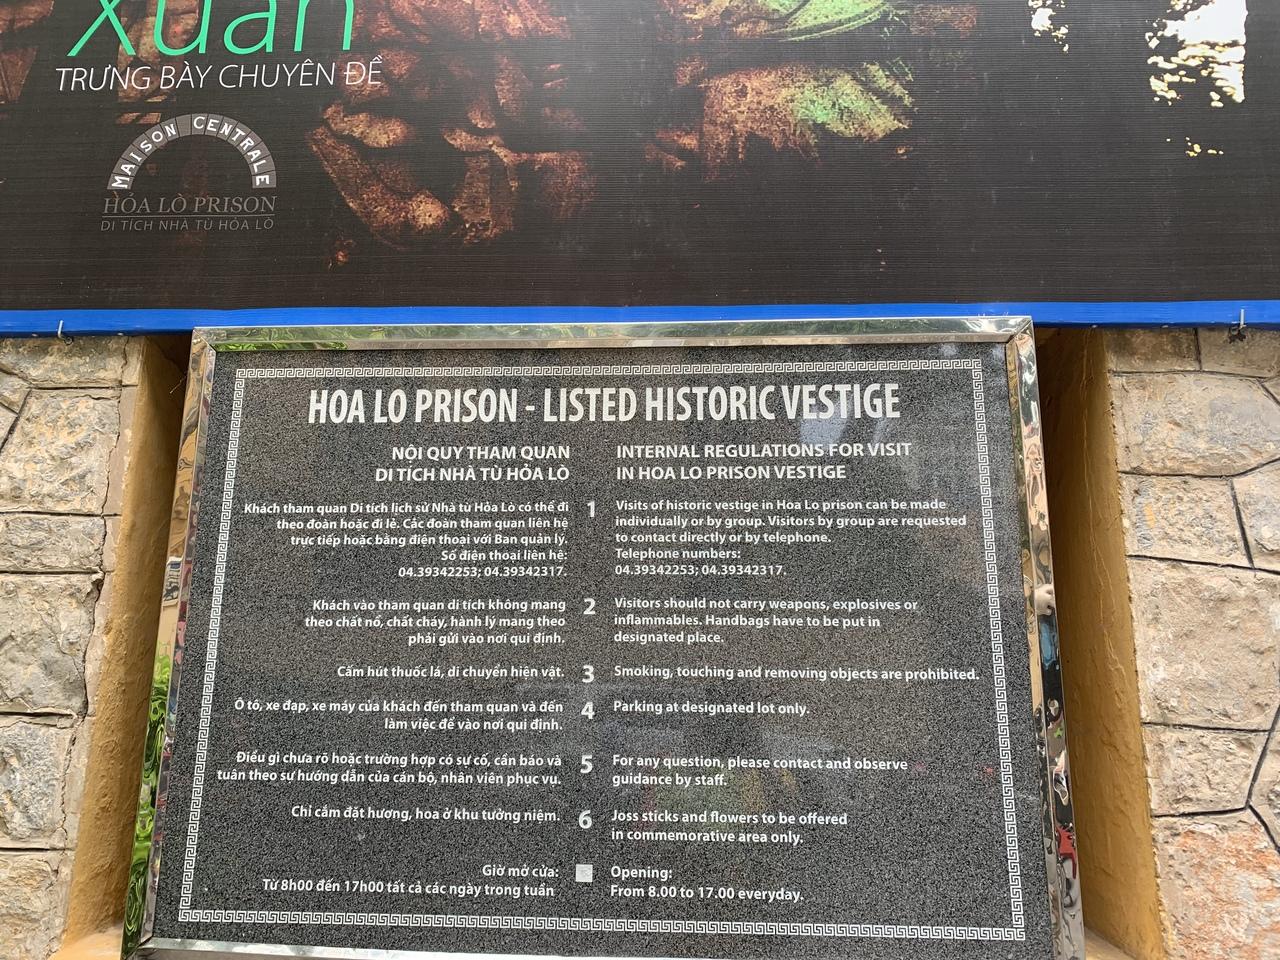 Xuân
TRƯNG BÀY CHUYÊN ĐỀ
MAISON CENTRALE
HỎA LÒ PRISON
DI TÍCH NHÀ TÙ HỎA LÒ
HOA LO PRISON - LISTED HISTORIC VESTIGE
NỘI QUY THAM QUAN
DI TÍCH NHÀ TÙ HỎA LÒ
INTERNAL REGULATIONS FOR VISIT
IN HOA LO PRISON VESTIGE
Khách tham quan Di tích lịch sử Nhà tù Hỏa Lò có thể đi
theo đoàn hoặc đi lẻ. Các đoàn tham quan liên hệ
trực tiếp hoặc bằng điện thoại với Ban quản lý.
Số điện thoại liên hệ:
04.39342253; 04.39342317.
1
Visits of historic vestige in Hoa Lo prison can be made
individually or by group. Visitors by group are requested
to contact directly or by telephone.
Telephone numbers:
04.39342253; 04.39342317.
Khách vào tham quan di tích không mang
theo chất nổ, chất cháy, hành lý mang theo
phải gửi vào nơi qui định.
2
Visitors should not carry weapons, explosives or
inflammables. Handbags have to be put in
designated place.
Cấm hút thuốc lá, di chuyển hiện vật.
3
Smoking, touching and removing objects are prohibited.
Ô tô, xe đạp, xe máy của khách đến tham quan và đến
làm việc để vào nơi qui định.
4
Parking at designated lot only.
Điều gì chưa rõ hoặc trường hợp có sự cố, cần báo và
tuân theo sự hướng dẫn của cán bộ, nhân viên phục vụ.
5
For any question, please contact and observe
guidance by staff.
Chỉ cắm đặt hương, hoa ở khu tưởng niệm.
6
Joss sticks and flowers to be offered
in commemorative area only.
Giờ mở cửa:
Từ 8h00 đến 17h00 tất cả các ngày trong tuần
Opening:
From 8.00 to 17.00 everyday.